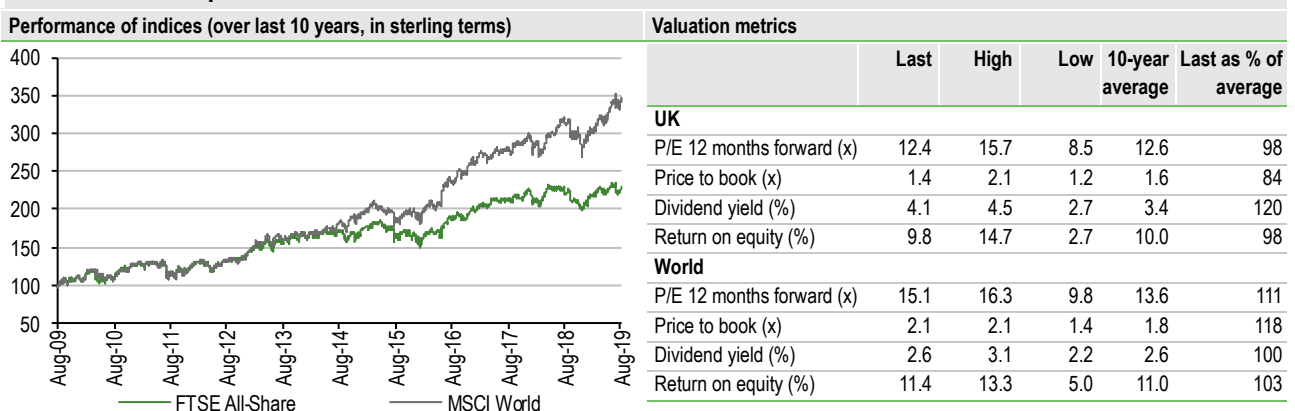 Performance of indices (over last 10 years, in sterling terms)
400
350
300
250
200
150
100
50
Aug-09
Aug-10
Aug-11
Aug-12
Aug-13
Aug-14
Aug-15
Aug-16
Aug-17
Aug-18
Aug-19
FTSE All-Share MSCI World
Valuation metrics
Last High Low 10-year Last as % of
average average
UK
P/E 12 months forward (x) 12.4 15.7 8.5 12.6 98
Price to book (x) 1.4 2.1 1.2 1.6 84
Dividend yield (%) 4.1 4.5 2.7 3.4 120
Return on equity (%) 9.8 14.7 2.7 10.0 98
World
P/E 12 months forward (x) 15.1 16.3 9.8 13.6 111
Price to book (x) 2.1 2.1 1.4 1.8 118
Dividend yield (%) 2.6 3.1 2.2 2.6 100
Return on equity (%) 11.4 13.3 5.0 11.0 103